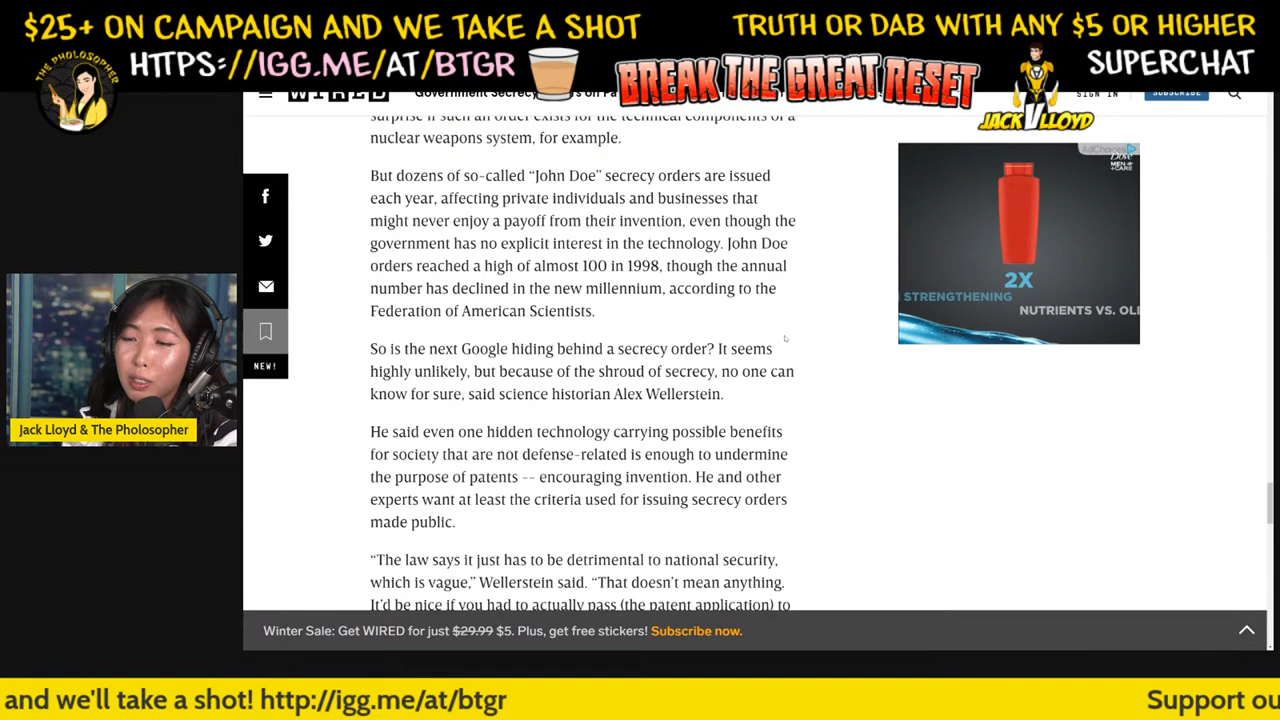 $25+ ON CAMPAIGN AND WE TAKE A SHOT
HTTPS://IGG.ME/AT/BTGR
THE PHOLOSOPHER
BREAK THE GREAT RESET
TRUTH OR DAB WITH ANY $5 OR HIGHER
SUPERCHAT
JACK LLOYD
WIRED
Government Secrecy
SIGN IN
SUBSCRIBE
surprise if such an order exists for the technical components of a
nuclear weapons system, for example.
But dozens of so-called “John Doe” secrecy orders are issued
each year, affecting private individuals and businesses that
might never enjoy a payoff from their invention, even though the
government has no explicit interest in the technology. John Doe
orders reached a high of almost 100 in 1998, though the annual
number has declined in the new millennium, according to the
Federation of American Scientists.
So is the next Google hiding behind a secrecy order? It seems
highly unlikely, but because of the shroud of secrecy, no one can
know for sure, said science historian Alex Wellerstein.
He said even one hidden technology carrying possible benefits
for society that are not defense-related is enough to undermine
the purpose of patents -- encouraging invention. He and other
experts want at least the criteria used for issuing secrecy orders
made public.
“The law says it just has to be detrimental to national security,
which is vague,” Wellerstein said. “That doesn't mean anything.
It'd be nice if you had to actually pass (the patent application) to
NEW!
AdChoices
Dove
MEN+CARE
2X
STRENGTHENING
NUTRIENTS VS. OL
Jack Lloyd & The Pholosopher
Winter Sale: Get WIRED for just $29.99 $5. Plus, get free stickers! Subscribe now.
and we'll take a shot! http://igg.me/at/btgr
Support ou